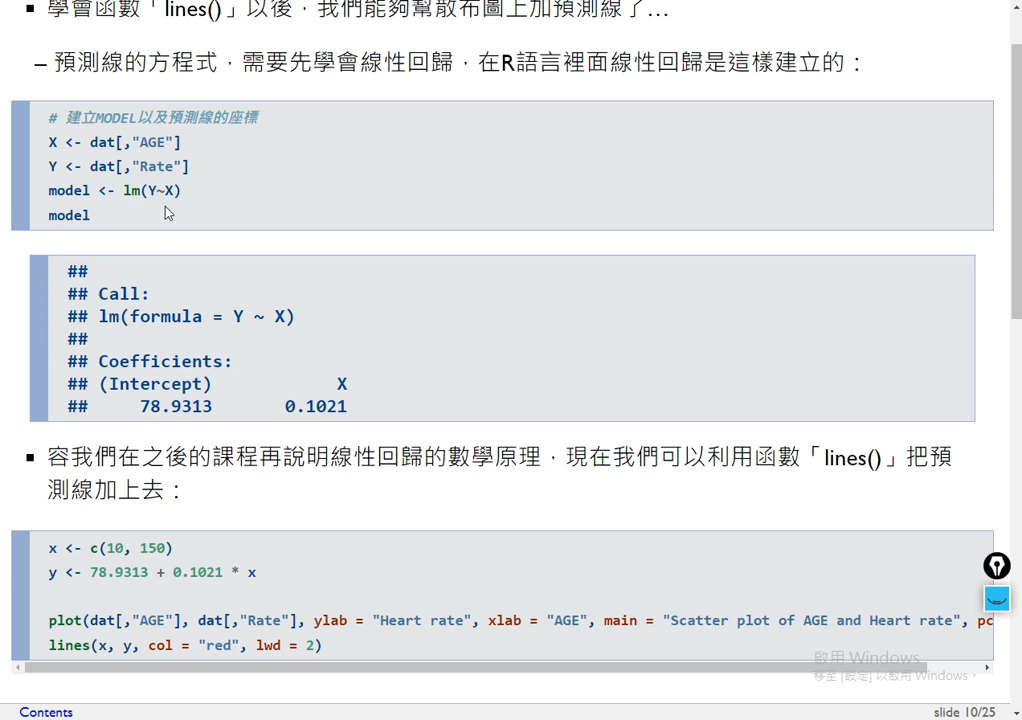 ▪ 學會函數「lines()」以後，我們能夠幫散布圖上加預測線了…
– 預測線的方程式，需要先學會線性回歸，在R語言裡面線性回歸是這樣建立的：
# 建立MODEL以及預測線的座標
X <- dat[,"AGE"]
Y <- dat[,"Rate"]
model <- lm(Y~X)
model
##
## Call:
## lm(formula = Y ~ X)
##
## Coefficients:
## (Intercept)            X
##     78.9313       0.1021
▪ 容我們在之後的課程再說明線性回歸的數學原理，現在我們可以利用函數「lines()」把預
測線加上去：
x <- c(10, 150)
y <- 78.9313 + 0.1021 * x
plot(dat[,"AGE"], dat[,"Rate"], ylab = "Heart rate", xlab = "AGE", main = "Scatter plot of AGE and Heart rate", pc
lines(x, y, col = "red", lwd = 2)
啟用 Windows
移至 [設定] 以啟用 Windows。
Contents
slide 10/25